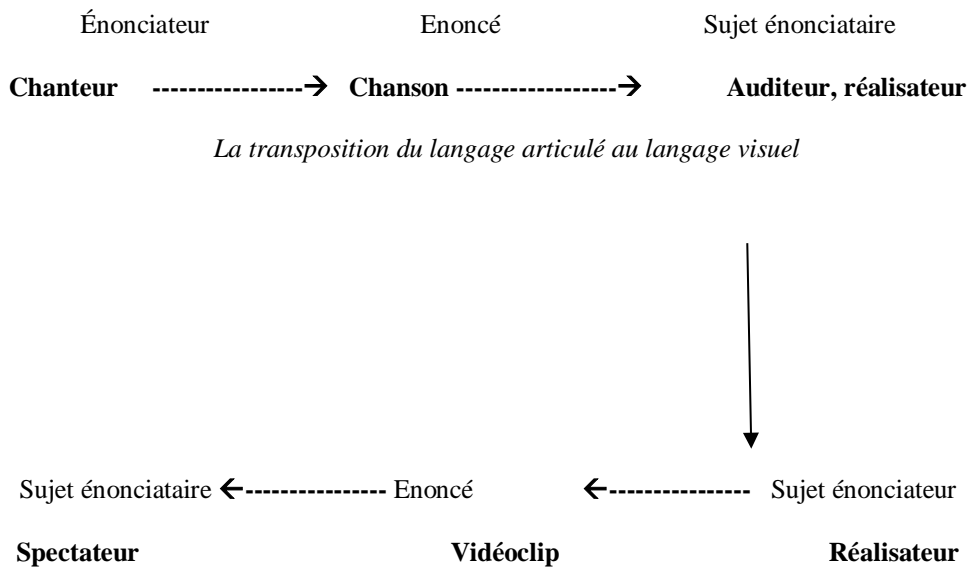 Énonciateur Enoncé Sujet énonciataire
Chanteur ----------------→ Chanson -----------------→ Auditeur, réalisateur
La transposition du langage articulé au langage visuel
Sujet énonciataire ←--------------- Enoncé ←--------------- Sujet énonciateur
Spectateur Vidéoclip Réalisateur